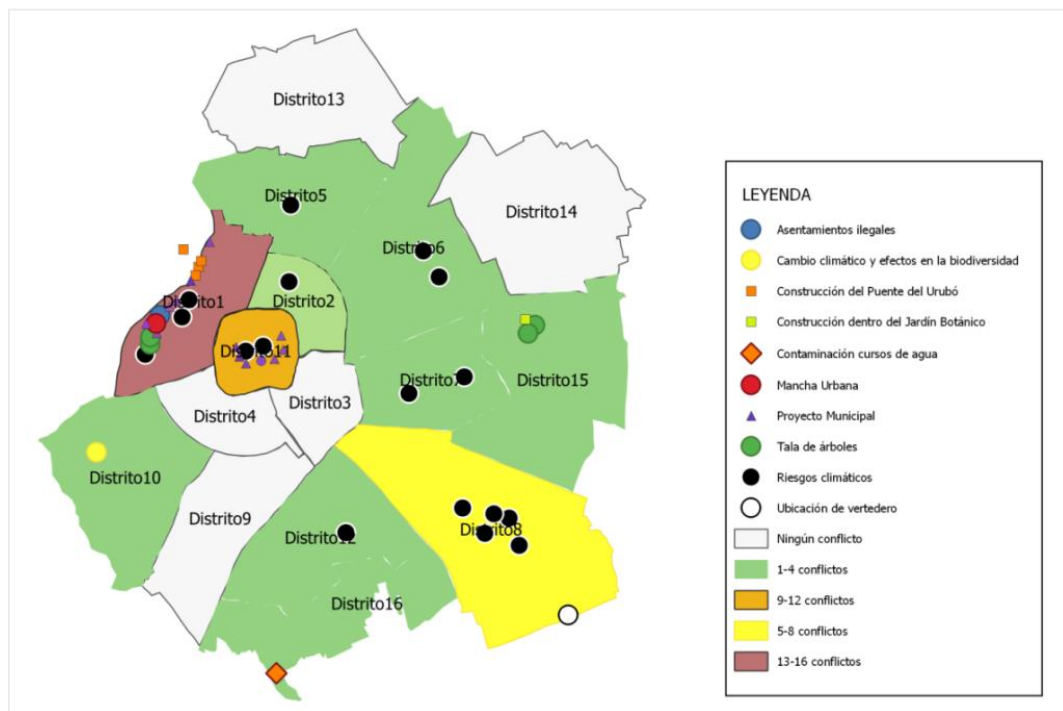 Distrito13
Distrito14
Distrito5
Distrito6
Distrito2
Distrito1
Distrito11
Distrito7
Distrito15
Distrito3
Distrito4
Distrito10
Distrito9
Distrito8
Distrito12
Distrito16
LEYENDA
Asentamientos ilegales
Cambio climático y efectos en la biodiversidad
Construcción del Puente del Urubó
Construcción dentro del Jardín Botánico
Contaminación cursos de agua
Mancha Urbana
Proyecto Municipal
Tala de árboles
Riesgos climáticos
Ubicación de vertedero
Ningún conflicto
1-4 conflictos
9-12 conflictos
5-8 conflictos
13-16 conflictos